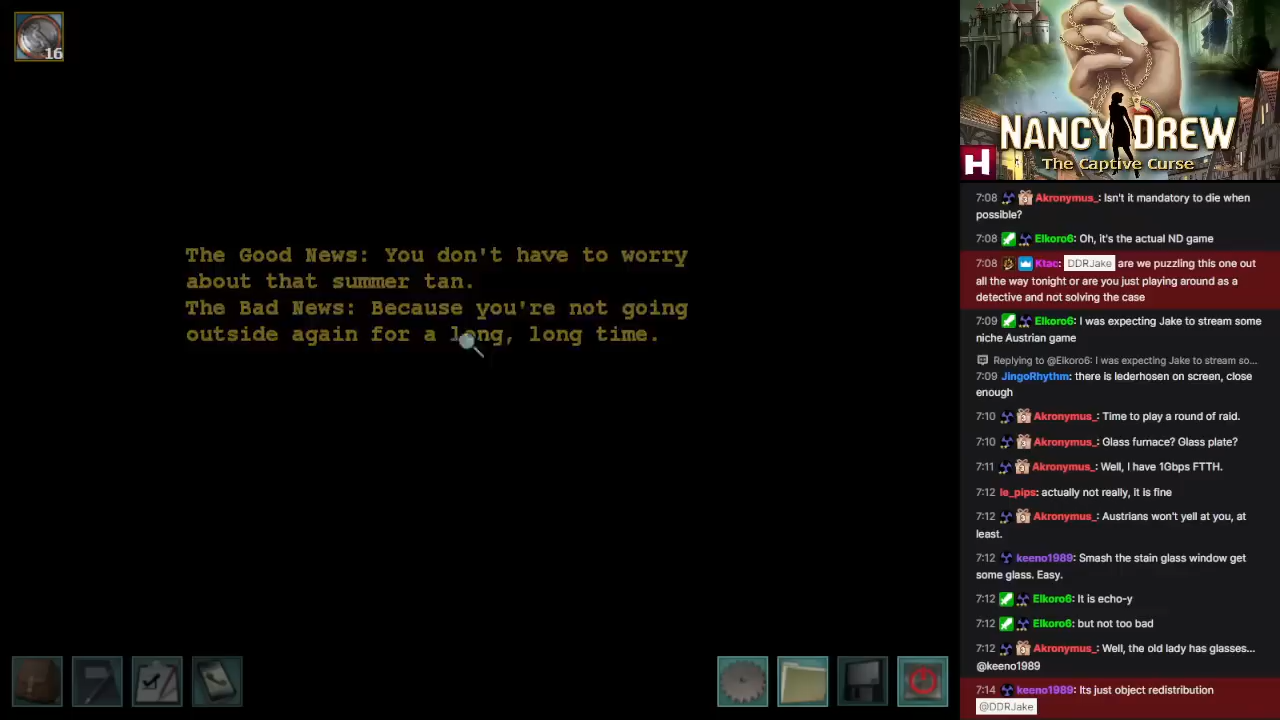 16
The Good News: You don't have to worry
about that summer tan.
The Bad News: Because you're not going
outside again for a long, long time.
H
NANCY DREW
The Captive Curse
7:08 Akronymus_: Isn't it mandatory to die when
possible?
7:08 Elkoro6: Oh, it's the actual ND game
7:08 Ktac: DDRJake are we puzzling this one out
all the way tonight or are you just playing around as a
detective and not solving the case
7:09 Elkoro6: I was expecting Jake to stream some
niche Austrian game
Replying to @Elkoro6: I was expecting Jake to stream so...
7:09 JingoRhythm: there is lederhosen on screen, close
enough
7:10 Akronymus_: Time to play a round of raid.
7:10 Akronymus_: Glass furnace? Glass plate?
7:11 Akronymus_: Well, I have 1Gbps FTTH.
7:12 le_pips: actually not really, it is fine
7:12 Akronymus_: Austrians won't yell at you, at
least.
7:12 keeno1989: Smash the stain glass window get
some glass. Easy.
7:12 Elkoro6: It is echo-y
7:12 Elkoro6: but not too bad
7:12 Akronymus_: Well, the old lady has glasses...
@keeno1989
7:14 keeno1989: Its just object redistribution
@DDRJake